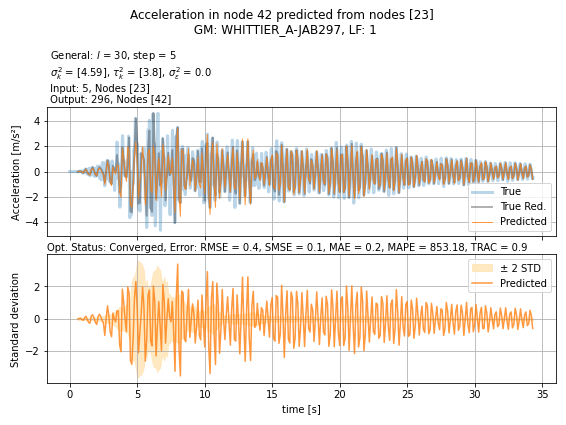 Acceleration in node 42 predicted from nodes [23]
GM: WHITTIER_A-JAB297, LF: 1
General: l = 30, step = 5
σ²ₖ = [4.59], τ²ₖ = [3.8], σ²ε = 0.0
Input: 5, Nodes [23]
Output: 296, Nodes [42]
Acceleration [m/s²]
4
2
0
−2
−4
True
True Red.
Predicted
Opt. Status: Converged, Error: RMSE = 0.4, SMSE = 0.1, MAE = 0.2, MAPE = 853.18, TRAC = 0.9
Standard deviation
2
0
−2
± 2 STD
Predicted
0 5 10 15 20 25 30 35
time [s]